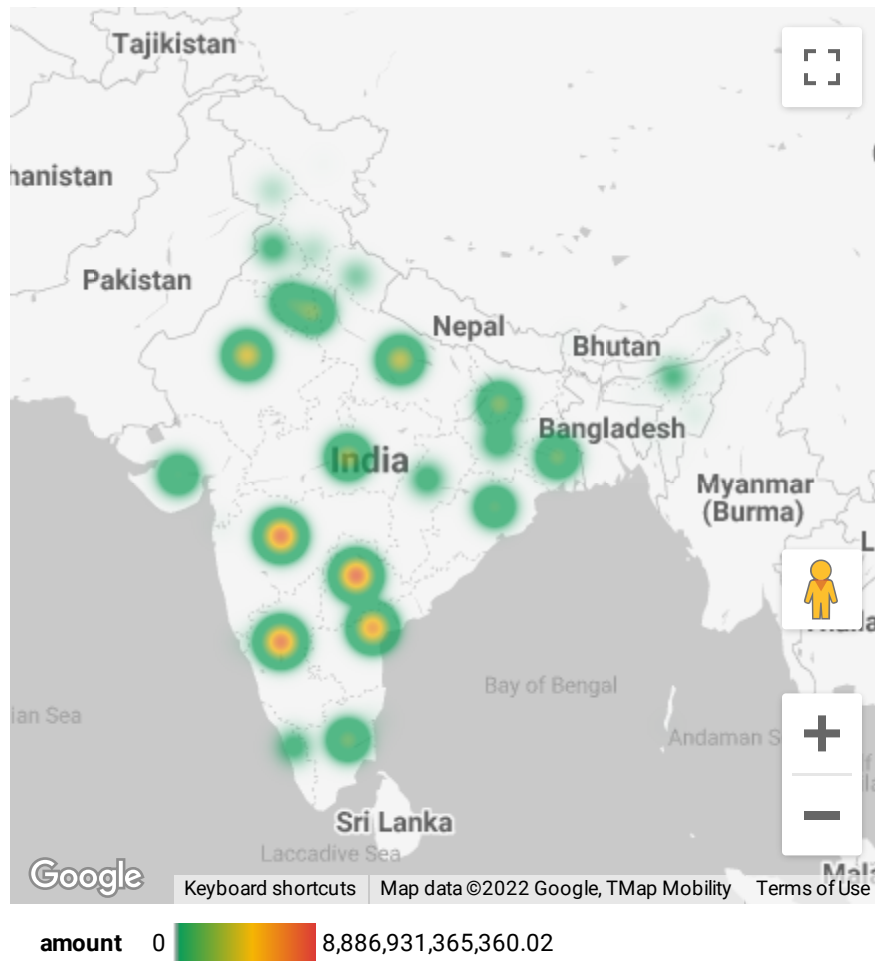 Tajikistan
hanistan
Pakistan
Nepal
Bhutan
Bangladesh
India
Myanmar
(Burma)
L
Bay of Bengal
ian Sea
Andaman S
Sri Lanka
Laccadive Sea
Mala
Google
Keyboard shortcuts Map data ©2022 Google, TMap Mobility Terms of Use
amount 0 8,886,931,365,360.02